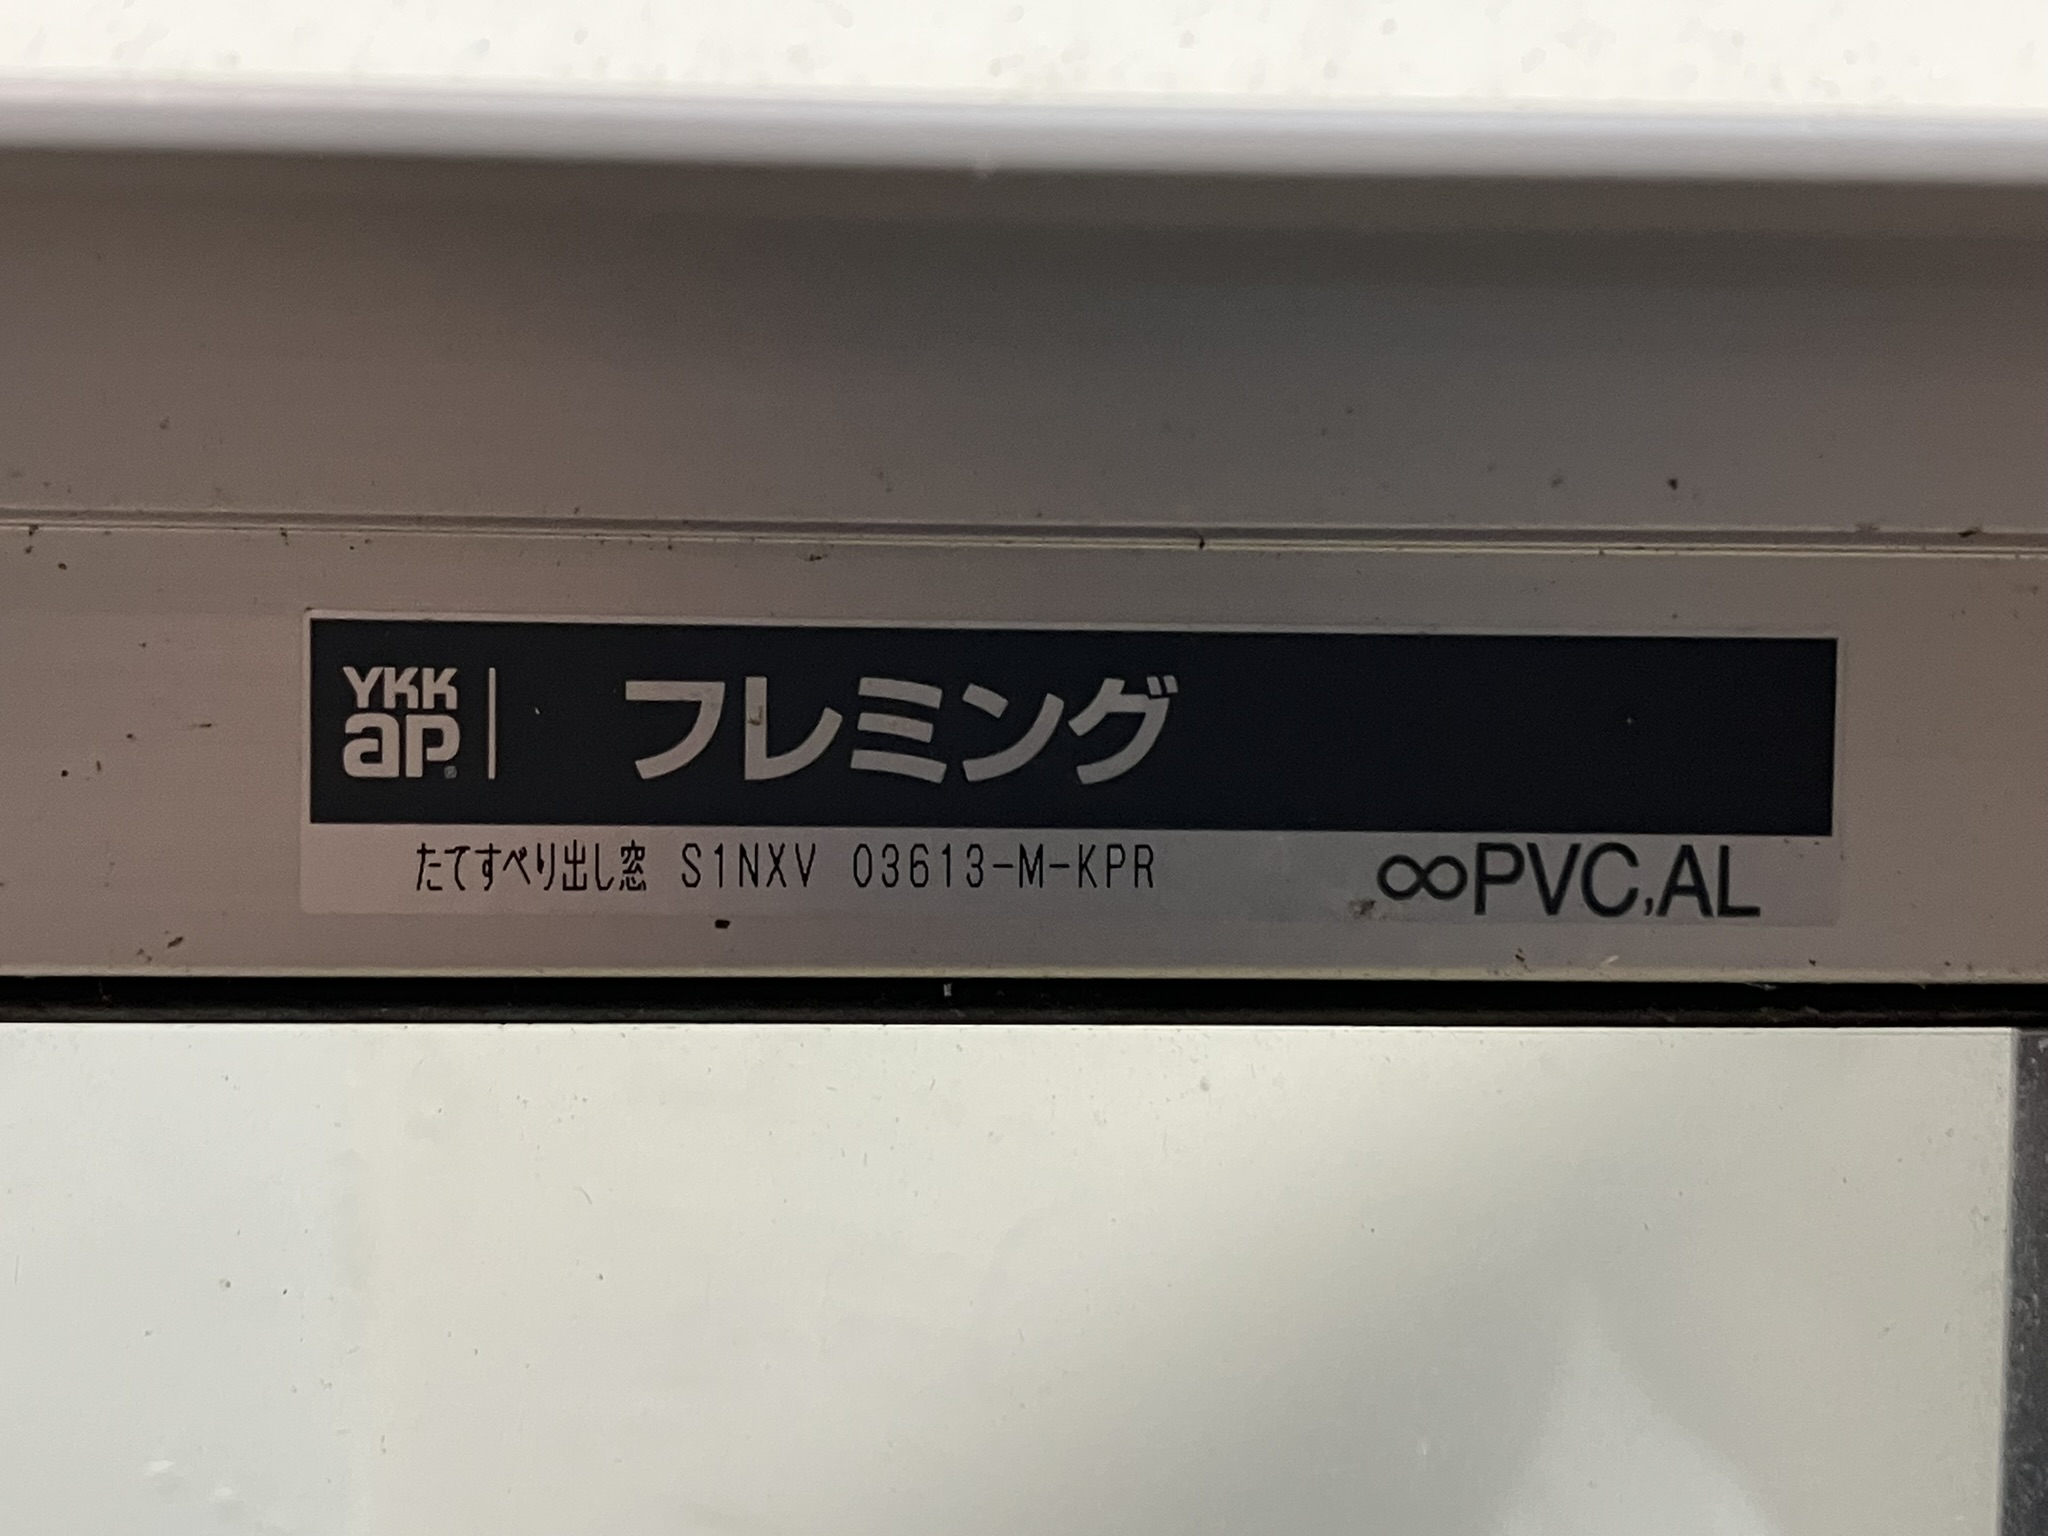 YKK
ap®
フレミング
たてすべり出し窓 S1NXV 03613-M-KPR
∞PVC,AL